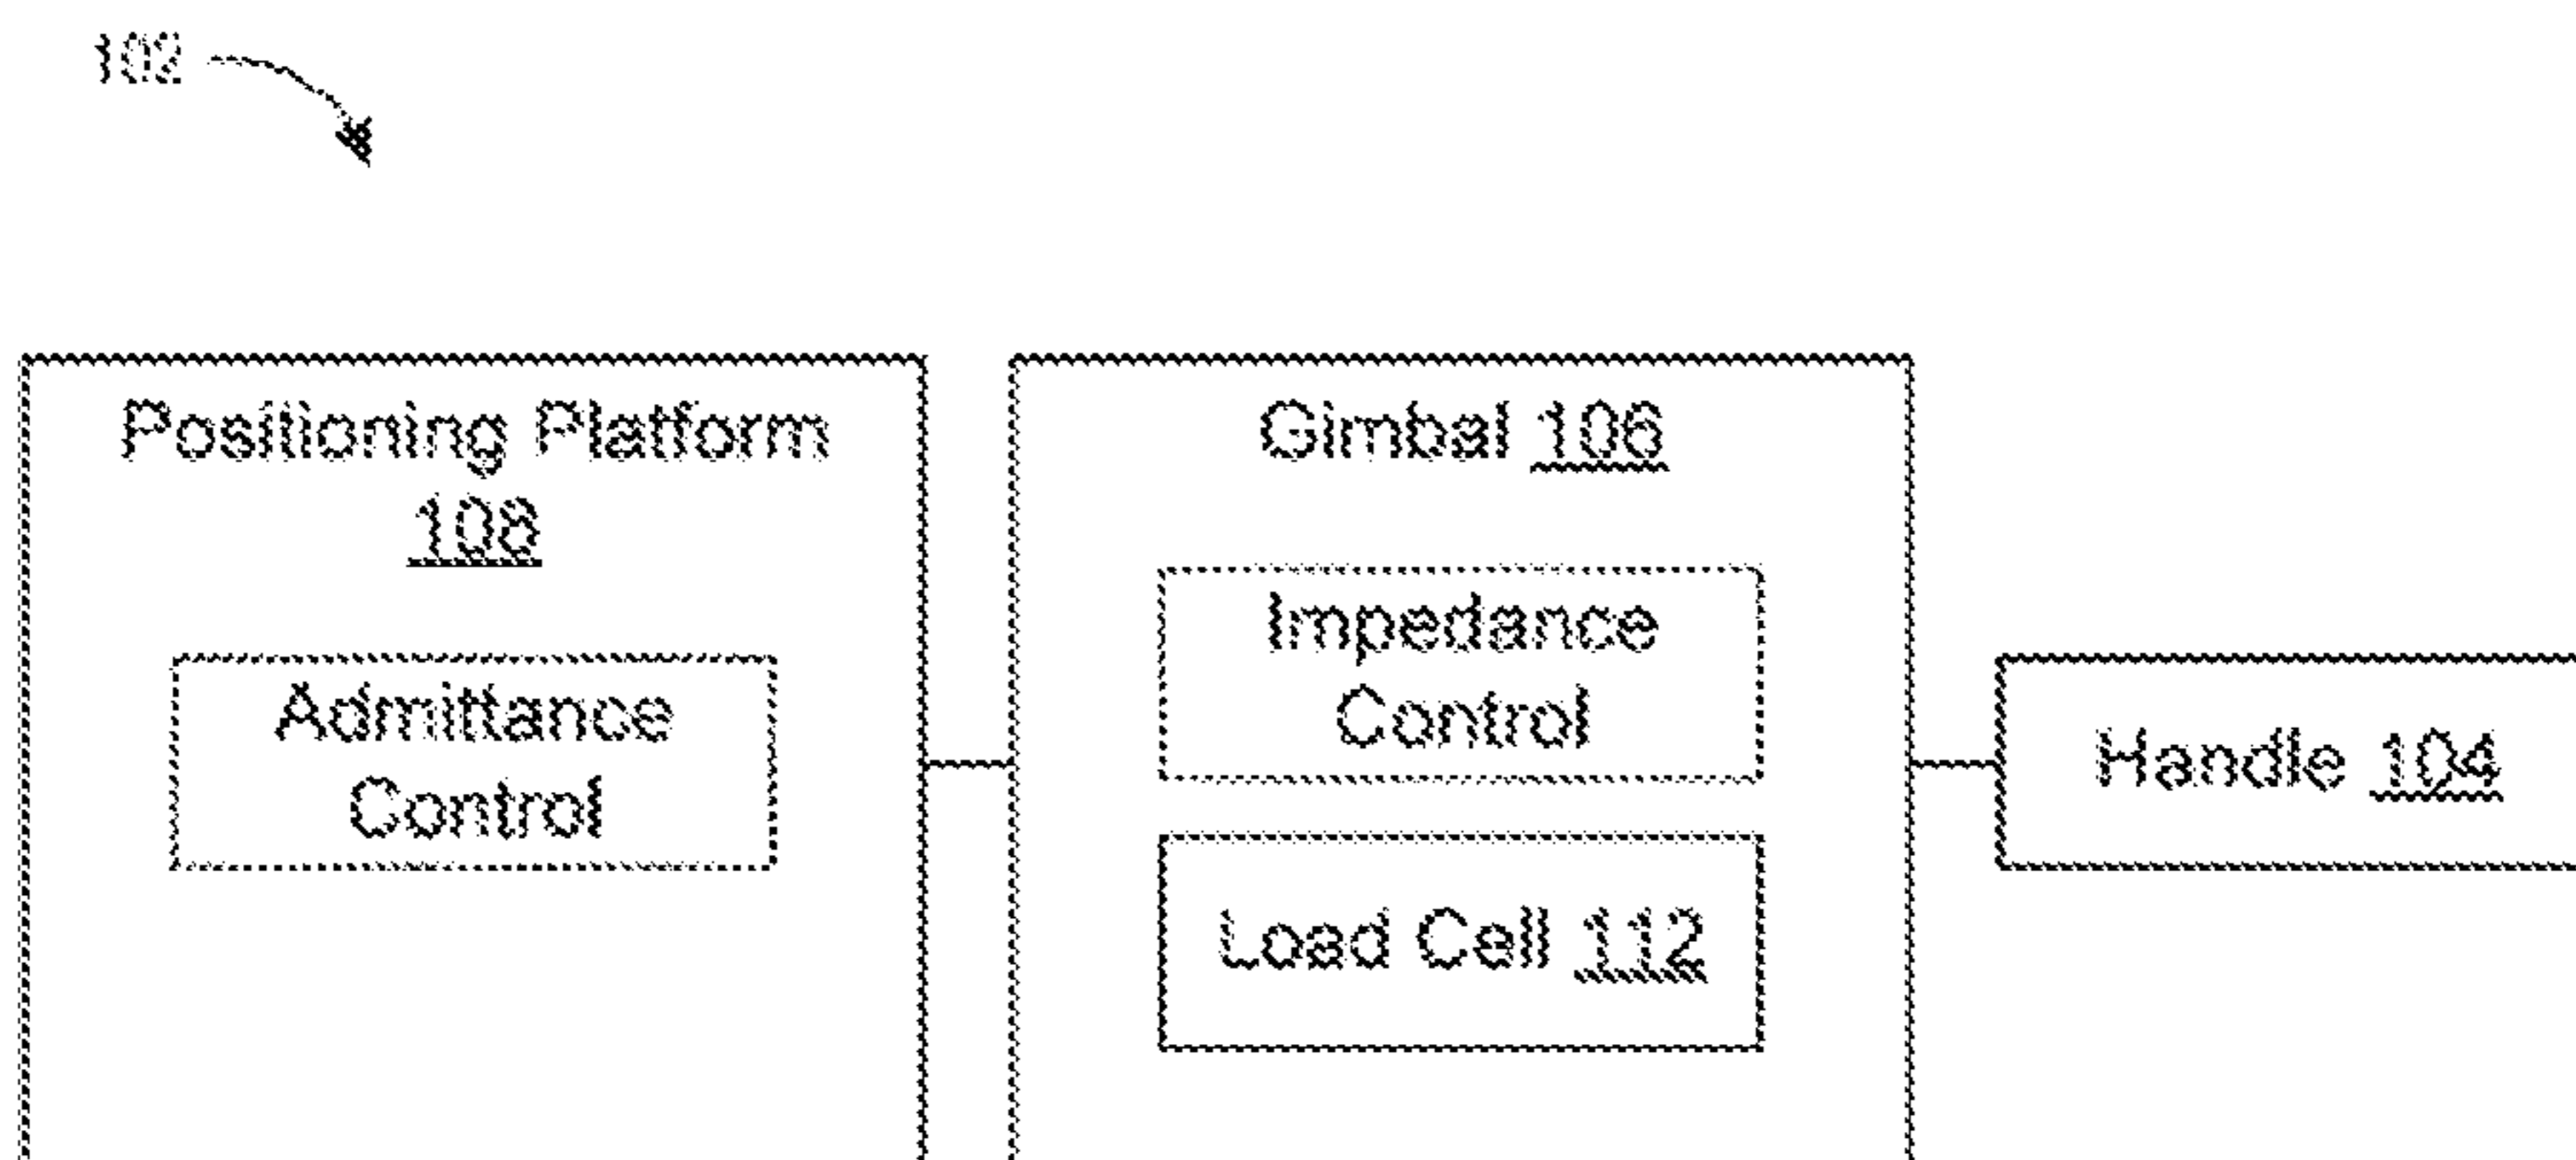 102
Positioning Platform
108
Admittance
Control
Gimbal 106
Impedance
Control
Load Cell 112
Handle 104